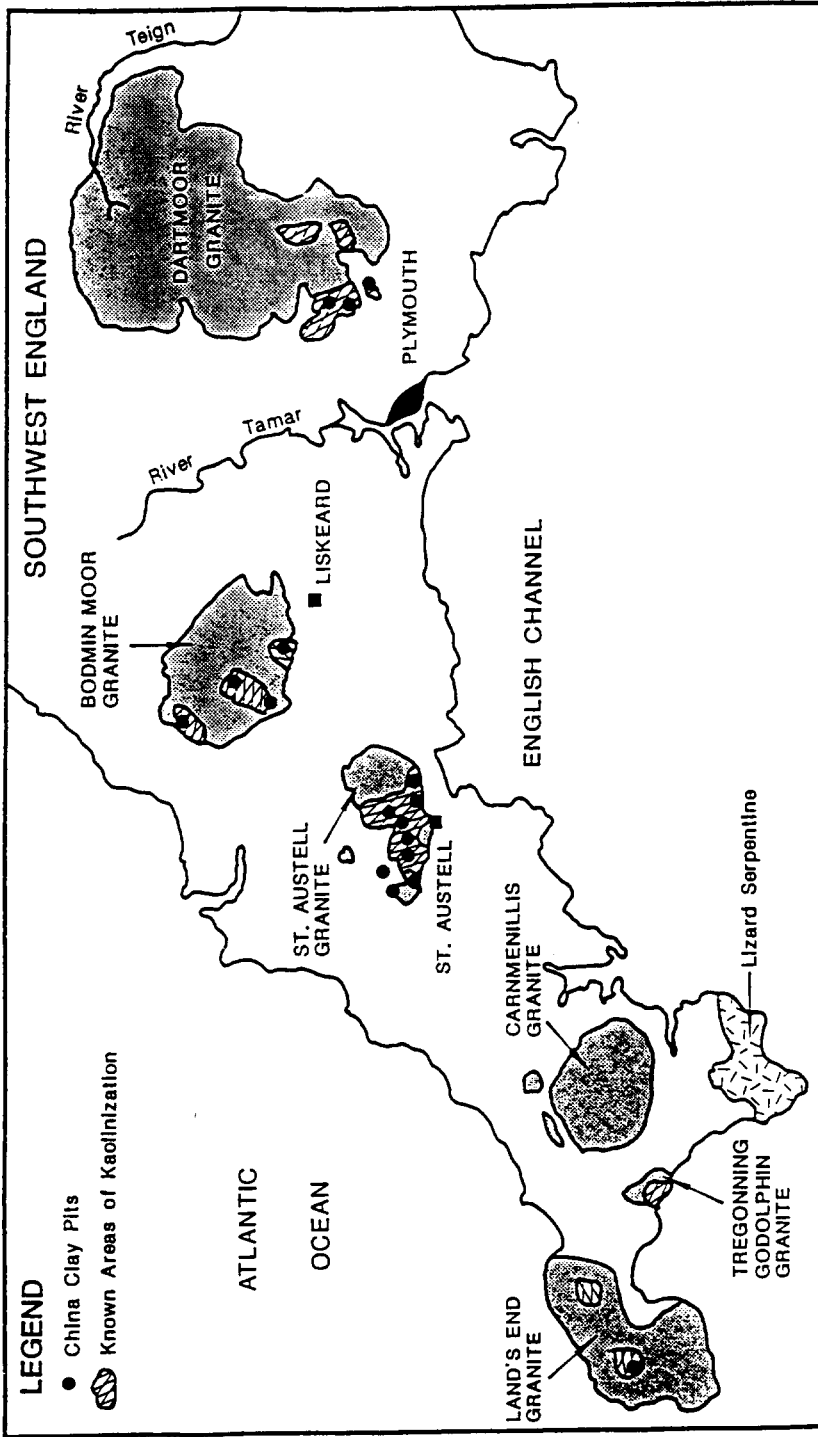 SOUTHWEST ENGLAND
LEGEND
China Clay Pits
Known Areas of Kaolinization
ATLANTIC
OCEAN
BODMIN MOOR
GRANITE
River Tamar
River Teign
DARTMOOR
GRANITE
LISKEARD
PLYMOUTH
ST. AUSTELL
GRANITE
ST. AUSTELL
ENGLISH CHANNEL
CARNMENILLIS
GRANITE
LAND'S END
GRANITE
TREGONNING
GODOLPHIN
GRANITE
Lizard Serpentine